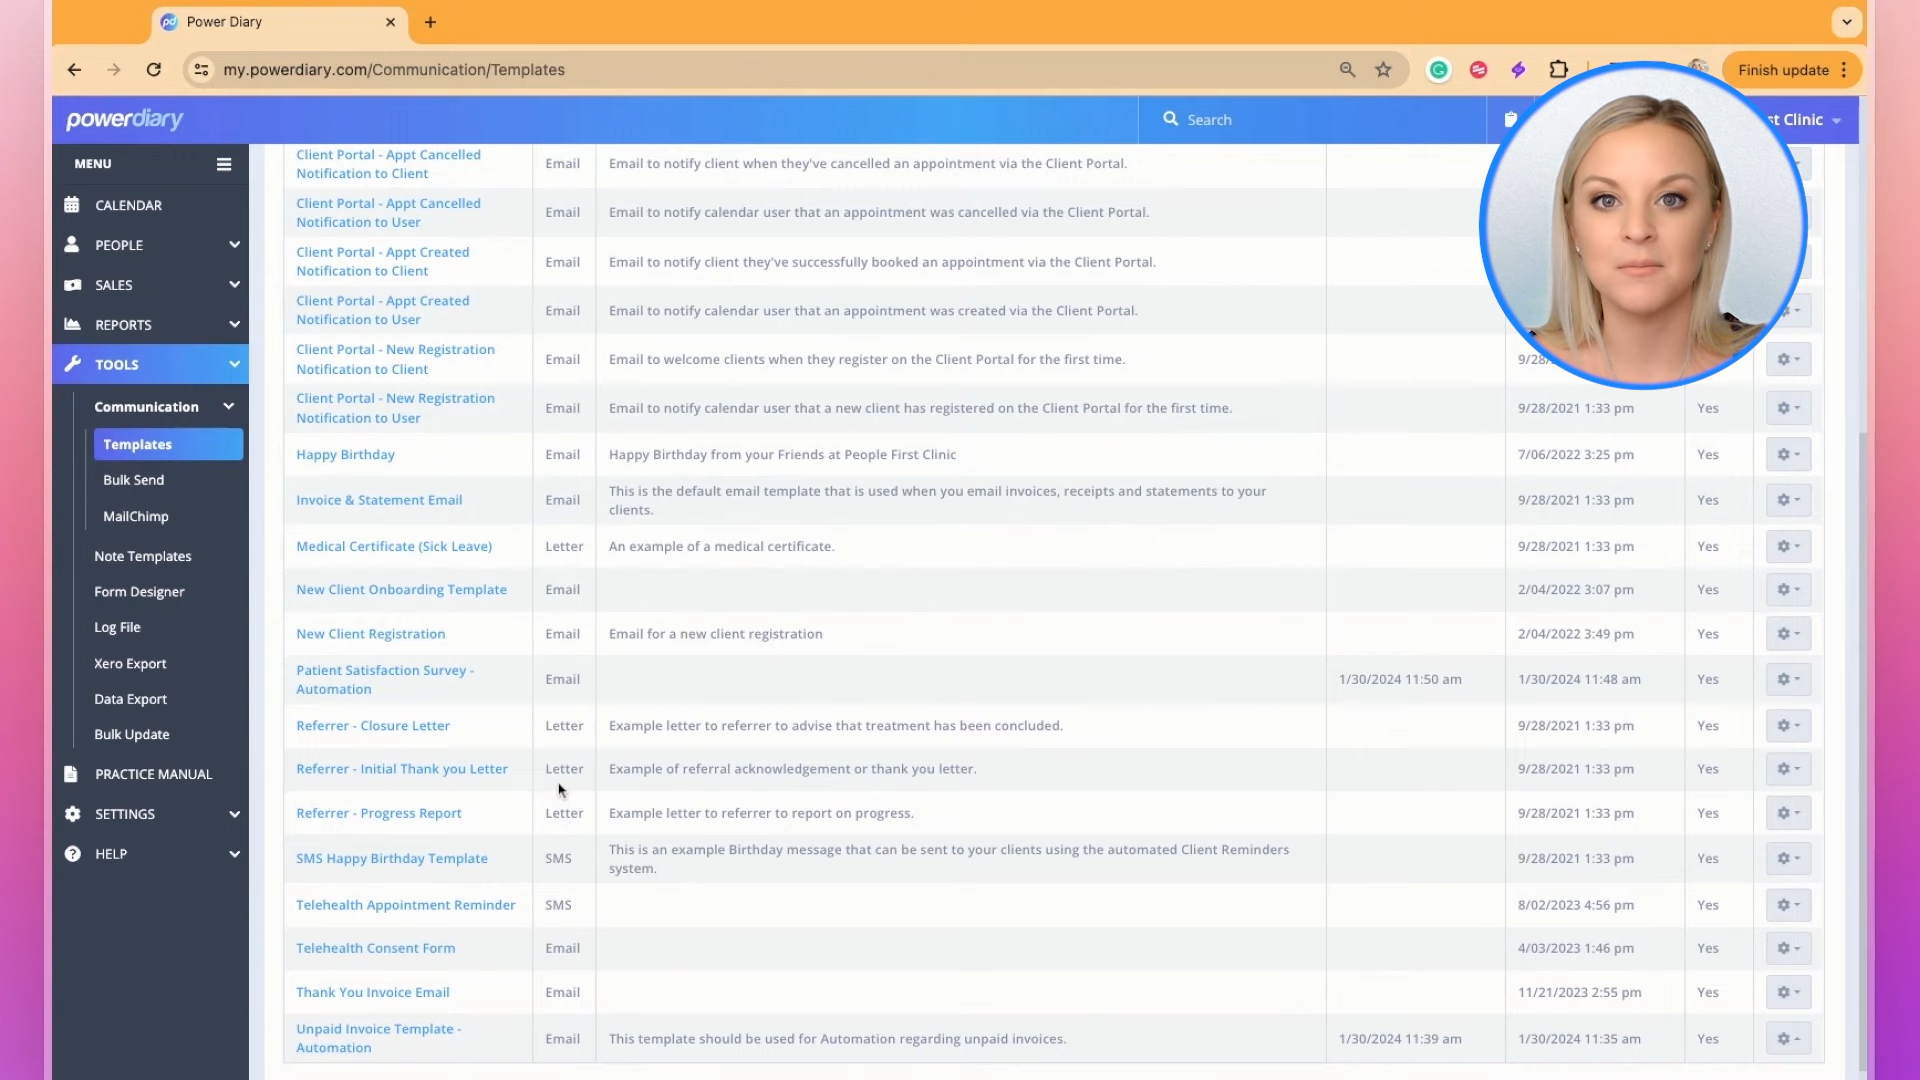 pd Power Diary
my.powerdiary.com/Communication/Templates
Finish update
powerdiary
Search
st Clinic
MENU
CALENDAR
PEOPLE
SALES
REPORTS
TOOLS
Communication
Templates
Bulk Send
MailChimp
Note Templates
Form Designer
Log File
Xero Export
Data Export
Bulk Update
PRACTICE MANUAL
SETTINGS
HELP
Client Portal - Appt Cancelled
Notification to Client
Email
Email to notify client when they've cancelled an appointment via the Client Portal.
Client Portal - Appt Cancelled
Notification to User
Email
Email to notify calendar user that an appointment was cancelled via the Client Portal.
Client Portal - Appt Created
Notification to Client
Email
Email to notify client they've successfully booked an appointment via the Client Portal.
Client Portal - Appt Created
Notification to User
Email
Email to notify calendar user that an appointment was created via the Client Portal.
Client Portal - New Registration
Notification to Client
Email
Email to welcome clients when they register on the Client Portal for the first time.
9/28/
Client Portal - New Registration
Notification to User
Email
Email to notify calendar user that a new client has registered on the Client Portal for the first time.
9/28/2021 1:33 pm
Yes
Happy Birthday
Email
Happy Birthday from your Friends at People First Clinic
7/06/2022 3:25 pm
Yes
Invoice & Statement Email
Email
This is the default email template that is used when you email invoices, receipts and statements to your
clients.
9/28/2021 1:33 pm
Yes
Medical Certificate (Sick Leave)
Letter
An example of a medical certificate.
9/28/2021 1:33 pm
Yes
New Client Onboarding Template
Email
2/04/2022 3:07 pm
Yes
New Client Registration
Email
Email for a new client registration
2/04/2022 3:49 pm
Yes
Patient Satisfaction Survey -
Automation
Email
1/30/2024 11:50 am
1/30/2024 11:48 am
Yes
Referrer - Closure Letter
Letter
Example letter to referrer to advise that treatment has been concluded.
9/28/2021 1:33 pm
Yes
Referrer - Initial Thank you Letter
Letter
Example of referral acknowledgement or thank you letter.
9/28/2021 1:33 pm
Yes
Referrer - Progress Report
Letter
Example letter to referrer to report on progress.
9/28/2021 1:33 pm
Yes
SMS Happy Birthday Template
SMS
This is an example Birthday message that can be sent to your clients using the automated Client Reminders
system.
9/28/2021 1:33 pm
Yes
Telehealth Appointment Reminder
SMS
8/02/2023 4:56 pm
Yes
Telehealth Consent Form
Email
4/03/2023 1:46 pm
Yes
Thank You Invoice Email
Email
11/21/2023 2:55 pm
Yes
Unpaid Invoice Template -
Automation
Email
This template should be used for Automation regarding unpaid invoices.
1/30/2024 11:39 am
1/30/2024 11:35 am
Yes